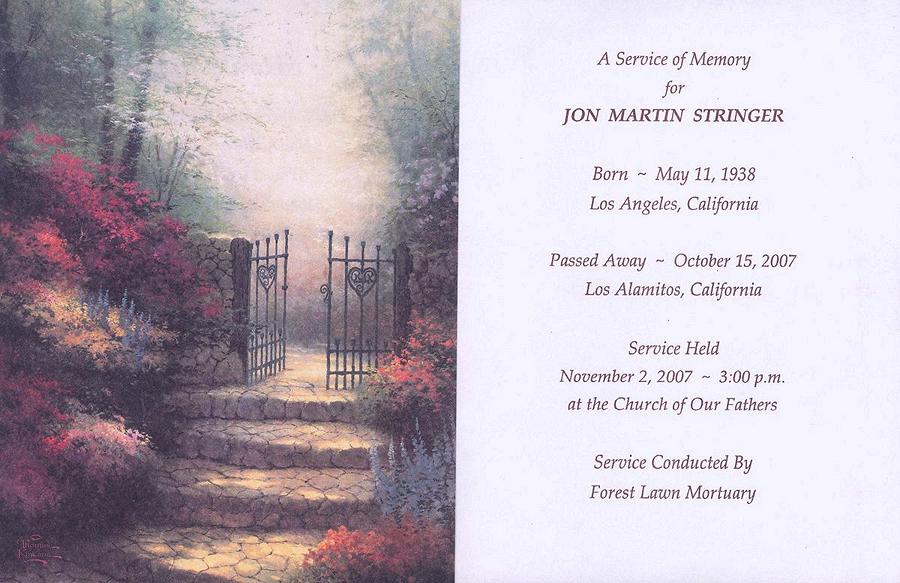 A Service of Memory
for
JON MARTIN STRINGER
Born ~ May 11, 1938
Los Angeles, California
Passed Away ~ October 15, 2007
Los Alamitos, California
Service Held
November 2, 2007 ~ 3:00 p.m.
at the Church of Our Fathers
Service Conducted By
Forest Lawn Mortuary
Thomas
Kinkade